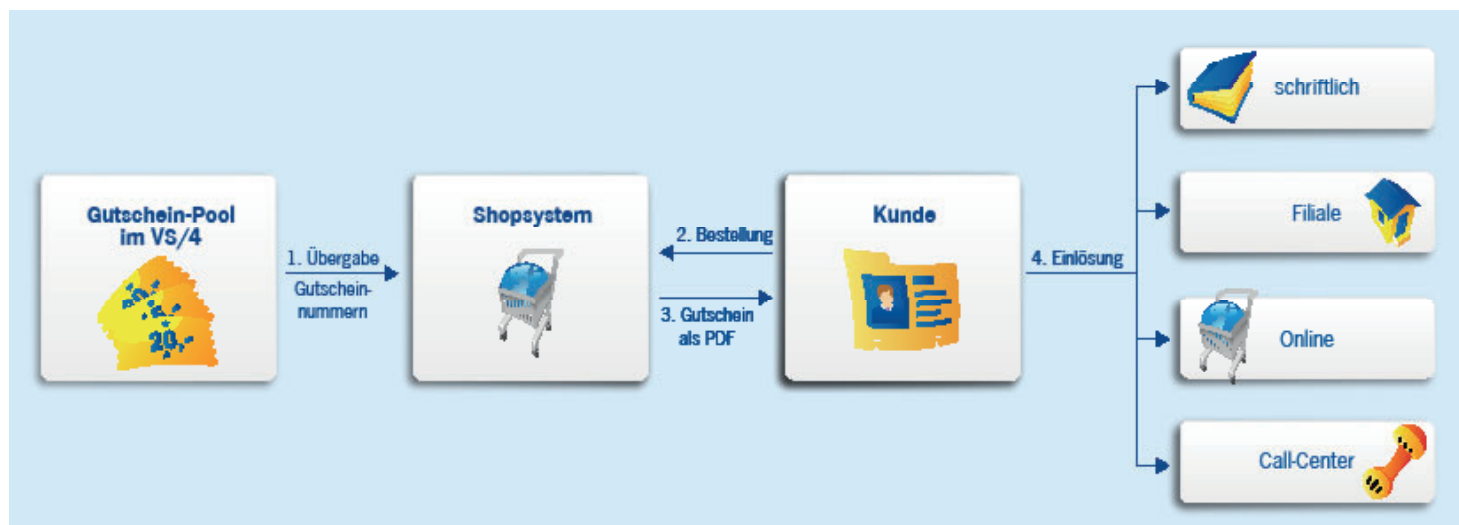 Gutschein-Pool
im VS/4
20,-
1. Übergabe
Gutschein-
nummern
Shopsystem
2. Bestellung
3. Gutschein
als PDF
Kunde
4. Einlösung
schriftlich
Filiale
Online
Call-Center